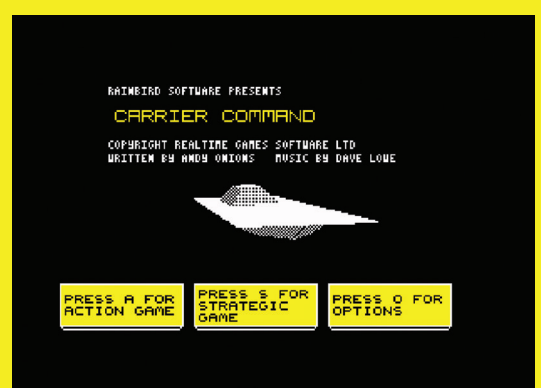 RAINBIRD SOFTWARE PRESENTS
CARRIER COMMAND
COPYRIGHT REALTIME GAMES SOFTWARE LTD
WRITTEN BY ANDY ONIONS MUSIC BY DAVE LOWE
PRESS A FOR
ACTION GAME
PRESS S FOR
STRATEGIC
GAME
PRESS O FOR
OPTIONS